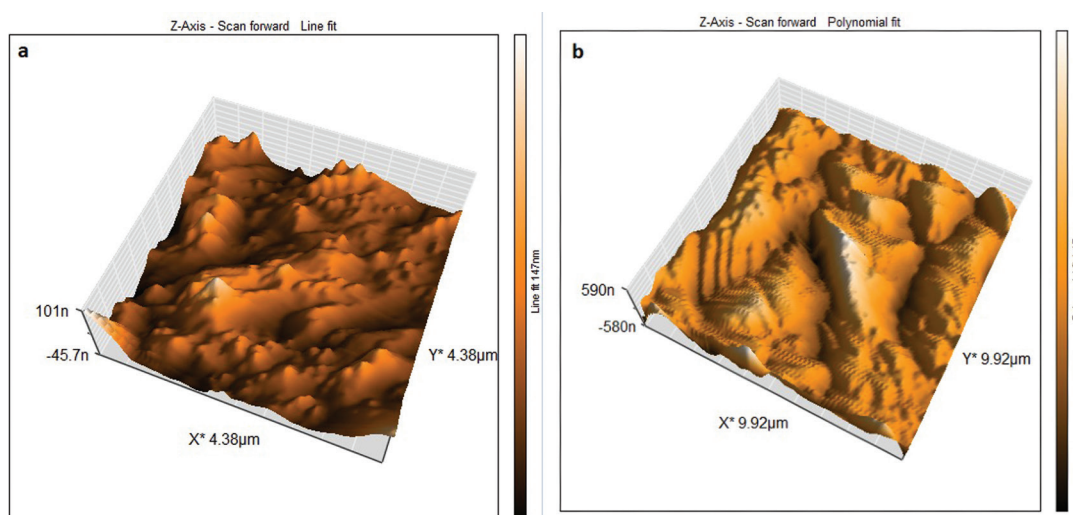 Z-Axis - Scan forward Line fit
a
101n
-45.7n
X* 4.38µm
Y* 4.38µm
Line fit 147nm
Z-Axis - Scan forward Polynomial fit
b
590n
-580n
X* 9.92µm
Y* 9.92µm